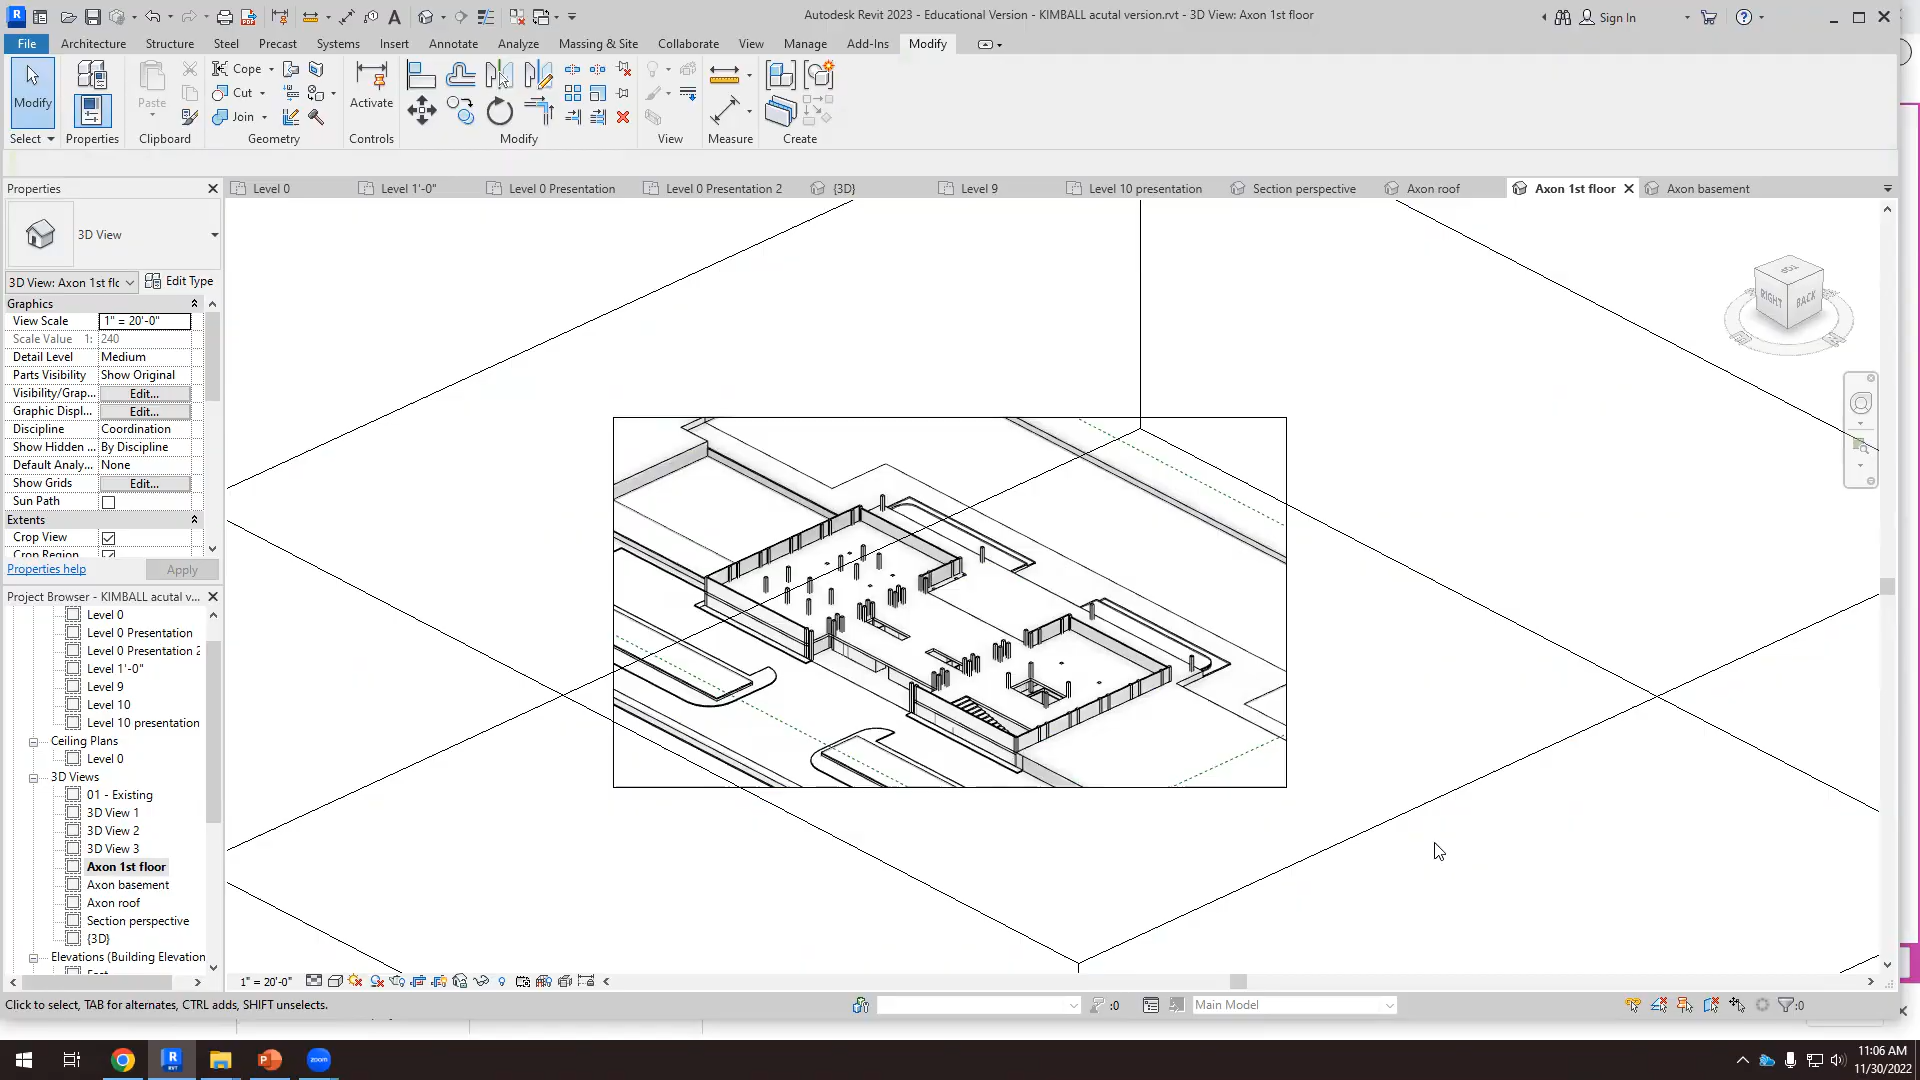 Autodesk Revit 2023 - Educational Version - KIMBALL acutal version.rvt - 3D View: Axon 1st floor
Sign In
File Architecture Structure Steel Precast Systems Insert Annotate Analyze Massing & Site Collaborate View Manage Add-Ins Modify
Modify
Paste
Cope
Cut
Join
Activate
Select Properties Clipboard Geometry Controls Modify View Measure Create
Properties
Level 0 Level 1'-0" Level 0 Presentation Level 0 Presentation 2 {3D} Level 9 Level 10 presentation Section perspective Axon roof Axon 1st floor Axon basement
3D View
3D View: Axon 1st flc Edit Type
Graphics
View Scale 1" = 20'-0"
Scale Value 1: 240
Detail Level Medium
Parts Visibility Show Original
Visibility/Grap... Edit...
Graphic Displ... Edit...
Discipline Coordination
Show Hidden ... By Discipline
Default Analy... None
Show Grids Edit...
Sun Path
Extents
Crop View
Crop Region
Properties help Apply
Project Browser - KIMBALL acutal v...
Level 0
Level 0 Presentation
Level 0 Presentation 2
Level 1'-0"
Level 9
Level 10
Level 10 presentation
Ceiling Plans
Level 0
3D Views
01 - Existing
3D View 1
3D View 2
3D View 3
Axon 1st floor
Axon basement
Axon roof
Section perspective
{3D}
Elevations (Building Elevation
TOP
RIGHT BACK
1" = 20'-0"
Click to select, TAB for alternates, CTRL adds, SHIFT unselects.
:0
Main Model
:0
11:06 AM
11/30/2022